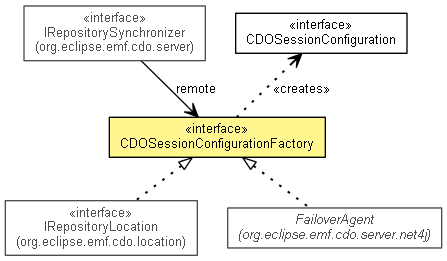 «interface»
IRepositorySynchronizer
(org.eclipse.emf.cdo.server)
«interface»
CDOSessionConfiguration
remote
«creates»
«interface»
CDOSessionConfigurationFactory
«interface»
IRepositoryLocation
(org.eclipse.emf.cdo.location)
FailoverAgent
(org.eclipse.emf.cdo.server.net4j)